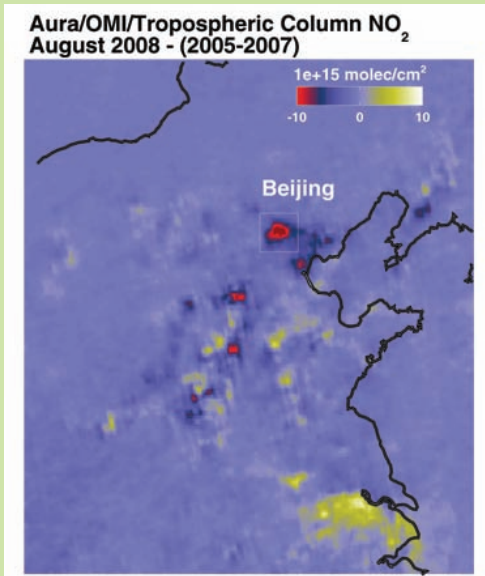 Aura/OMI/Tropospheric Column NO₂
August 2008 - (2005-2007)
1e+15 molec/cm²
-10 0 10
Beijing